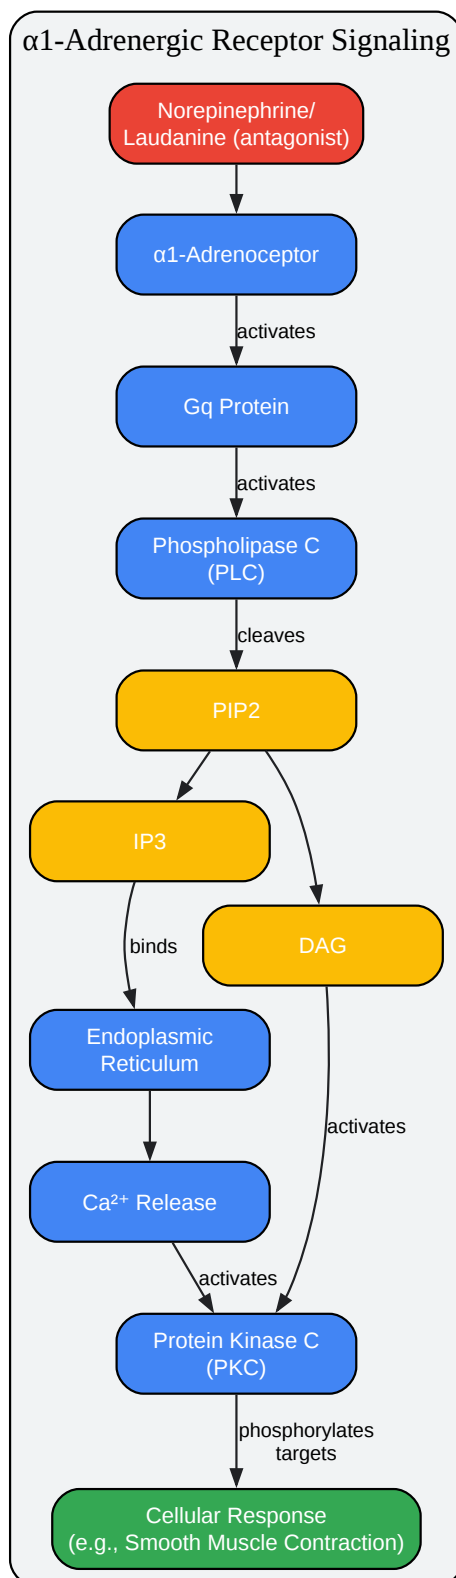 α1-Adrenergic Receptor Signaling
Norepinephrine/
Laudanine (antagonist)
α1-Adrenoceptor
activates
Gq Protein
activates
Phospholipase C
(PLC)
cleaves
PIP2
IP3
DAG
binds
Endoplasmic
Reticulum
activates
Ca²⁺ Release
activates
Protein Kinase C
(PKC)
phosphorylates
targets
Cellular Response
(e.g., Smooth Muscle Contraction)